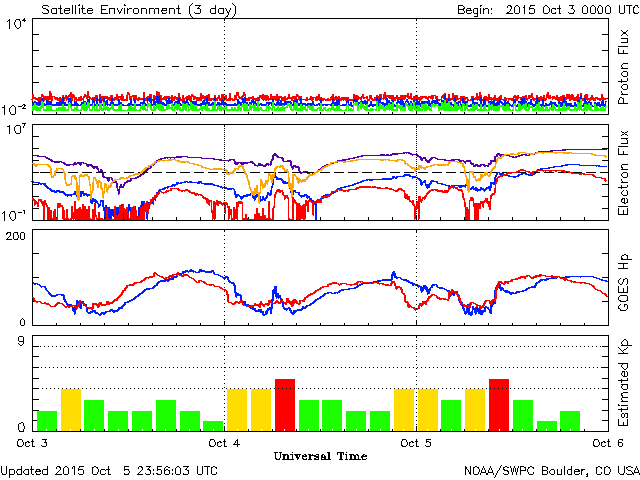 Satellite Environment (3 day) Begin: 2015 Oct 3 0000 UTC
10⁴
10⁻²
Proton Flux
10⁷
10⁻¹
Electron Flux
200
100
0
GOES Hp
9
0
Estimated Kp
Oct 3 Oct 4 Oct 5 Oct 6
Universal Time
Updated 2015 Oct 5 23:56:03 UTC NOAA/SWPC Boulder, CO USA